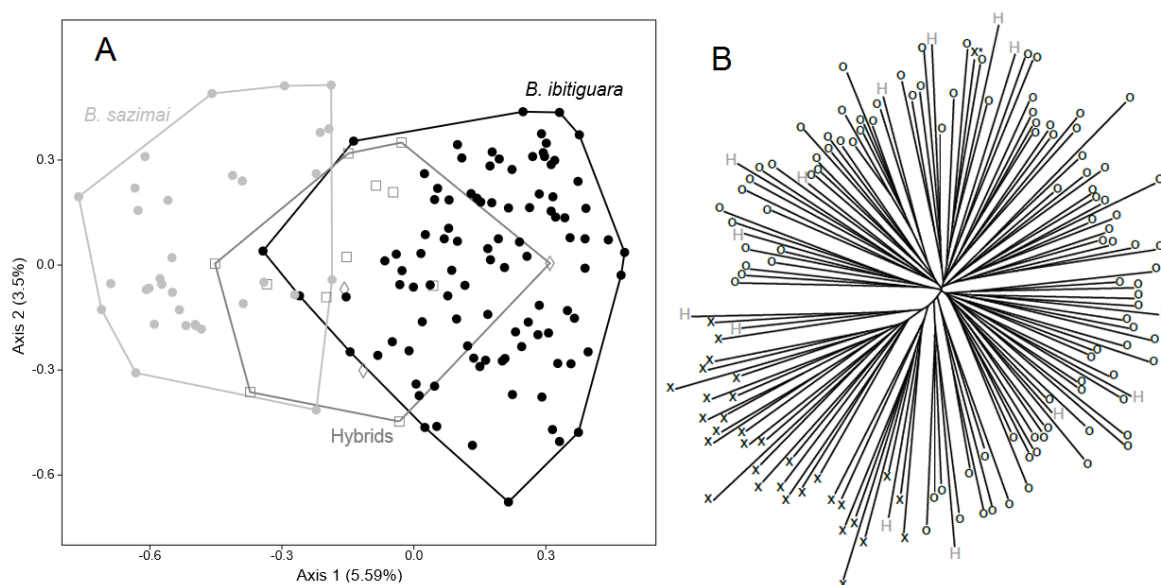 A
B
B. sazimai
B. ibitiguara
Hybrids
0.3
0.0
-0.3
-0.6
Axis 2 (3.5%)
-0.6 -0.3 0.0 0.3
Axis 1 (5.59%)
H
H
H
x*
H
H
H
H
H
H
H
H
H
H